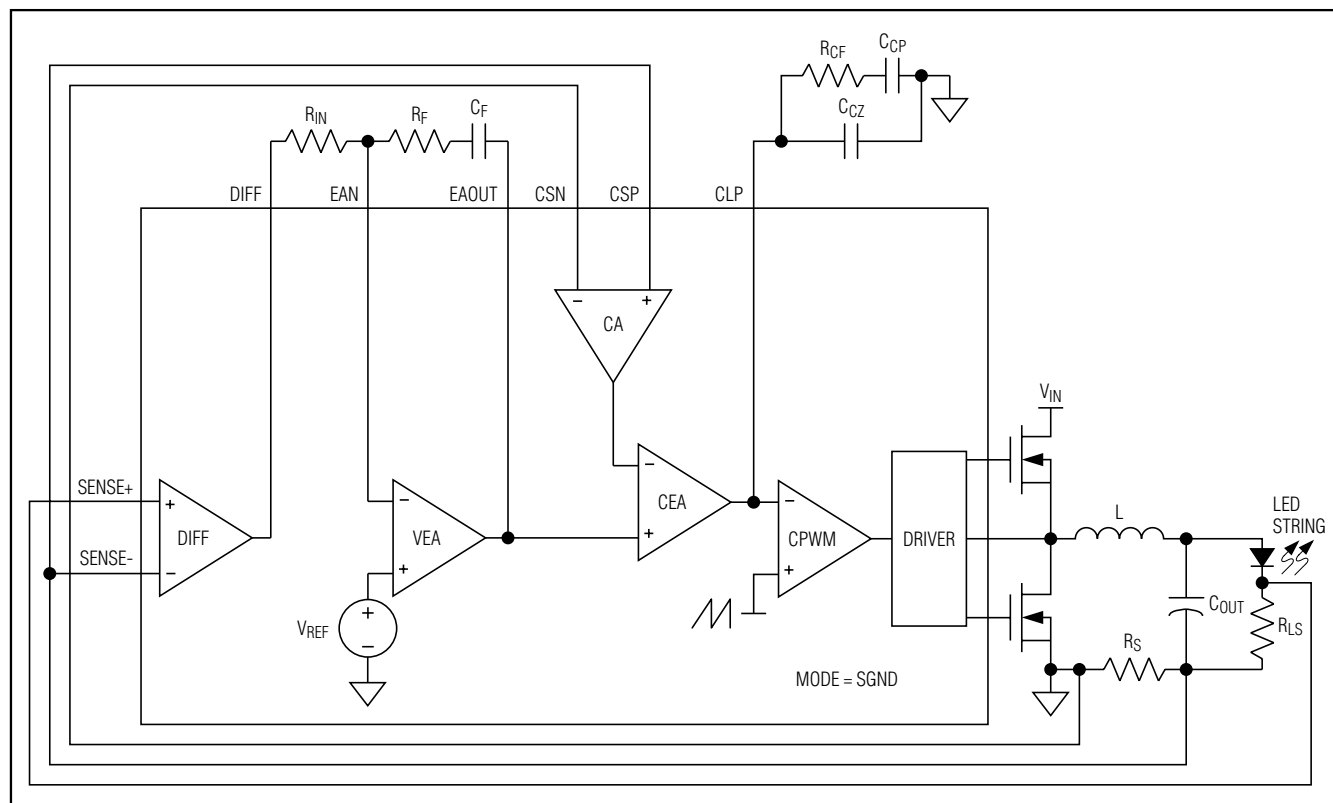 RCF
CCP
CCZ
RIN
RF
CF
DIFF
EAN
EAOUT
CSN
CSP
CLP
- +
CA
VIN
SENSE+
+
DIFF
SENSE-
-
-
VEA
+
VREF
+
-
-
CEA
+
-
CPWM
+
DRIVER
L
LED
STRING
COUT
RLS
RS
MODE = SGND